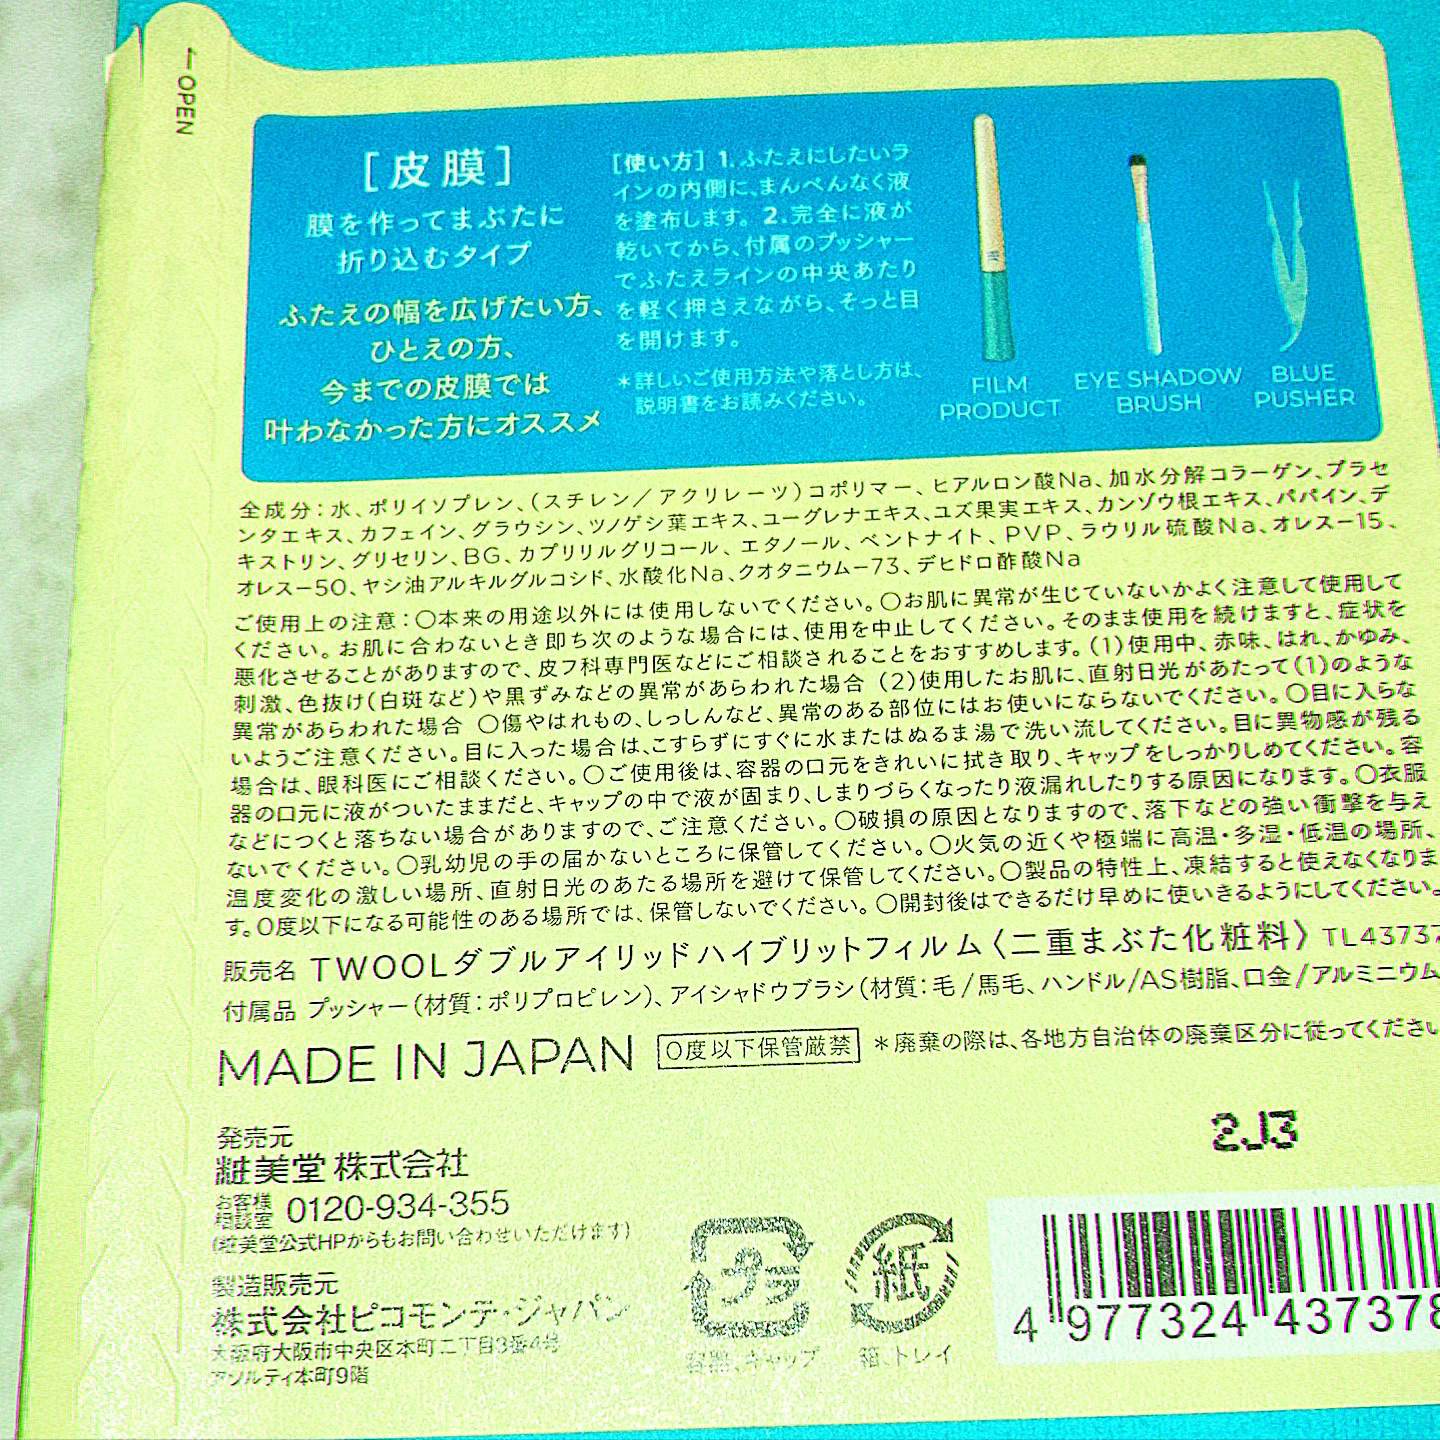 ←OPEN
[皮膜]
膜を作ってまぶたに
折り込むタイプ
ふたえの幅を広げたい方、
ひとえの方、
今までの皮膜では
叶わなかった方にオススメ
[使い方] 1.ふたえにしたいラ
インの内側に、まんべんなく液
を塗布します。 2.完全に液が
乾いてから、付属のプッシャー
でふたえラインの中央あたり
を軽く押さえながら、そっと目
を開けます。
*詳しいご使用方法や落とし方は、
説明書をお読みください。
FILM
PRODUCT
EYE SHADOW
BRUSH
BLUE
PUSHER
全成分:水、ポリイソプレン、(スチレン/アクリレーツ)コポリマー、ヒアルロン酸Na、加水分解コラーゲン、プラセ
ンタエキス、カフェイン、グラウシン、ツノゲシ葉エキス、ユーグレナエキス、ユズ果実エキス、カンゾウ根エキス、パパイン、デ
キストリン、グリセリン、BG、カプリリルグリコール、エタノール、ベントナイト、PVP、ラウリル硫酸Na、オレスー15、
オレスー50、ヤシ油アルキルグルコシド、水酸化Na、クオタニウムー73、デヒドロ酢酸Na
ご使用上の注意:○本来の用途以外には使用しないでください。○お肌に異常が生じていないかよく注意して使用して
ください。お肌に合わないとき即ち次のような場合には、使用を中止してください。そのまま使用を続けますと、症状を
悪化させることがありますので、皮フ科専門医などにご相談されることをおすすめします。(1)使用中、赤味、はれ、かゆみ、
刺激、色抜け(白斑など)や黒ずみなどの異常があらわれた場合 (2)使用したお肌に、直射日光があたって(1)のような
異常があらわれた場合 ○傷やはれもの、しっしんなど、異常のある部位にはお使いにならないでください。○目に入らな
いようご注意ください。目に入った場合は、こすらずにすぐに水またはぬるま湯で洗い流してください。目に異物感が残る
場合は、眼科医にご相談ください。○ご使用後は、容器の口元をきれいに拭き取り、キャップをしっかりしめてください。容
器の口元に液がついたままだと、キャップの中で液が固まり、しまりづらくなったり液漏れしたりする原因になります。○衣服
などにつくと落ちない場合がありますので、ご注意ください。○破損の原因となりますので、落下などの強い衝撃を与え
ないでください。○乳幼児の手の届かないところに保管してください。○火気の近くや極端に高温・多湿・低温の場所、
温度変化の激しい場所、直射日光のあたる場所を避けて保管してください。○製品の特性上、凍結すると使えなくなりま
す。0度以下になる可能性のある場所では、保管しないでください。○開封後はできるだけ早めに使いきるようにしてください。
販売名 TWOOLダブルアイリッドハイブリットフィルム〈二重まぶた化粧料〉TL43737
付属品 プッシャー(材質:ポリプロピレン)、アイシャドウブラシ(材質:毛/馬毛、ハンドル/AS樹脂、口金/アルミニウム
MADE IN JAPAN 0度以下保管厳禁 *廃棄の際は、各地方自治体の廃棄区分に従ってください
2J3
発売元
粧美堂 株式会社
お客様
相談室 0120-934-355
(粧美堂公式HPからもお問い合わせいただけます)
製造販売元
株式会社ピコモンテ・ジャパン
大阪府大阪市中央区本町二丁目3番4号
アソルティ本町9階
プラ
容器、キャップ
紙
箱、トレイ
4 977324 437378